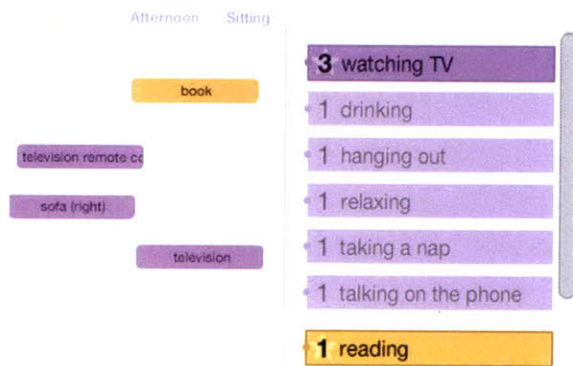 Afternoon Sitting
book
television remote cc
sofa (right)
television
3 watching TV
1 drinking
1 hanging out
1 relaxing
1 taking a nap
1 talking on the phone
1 reading